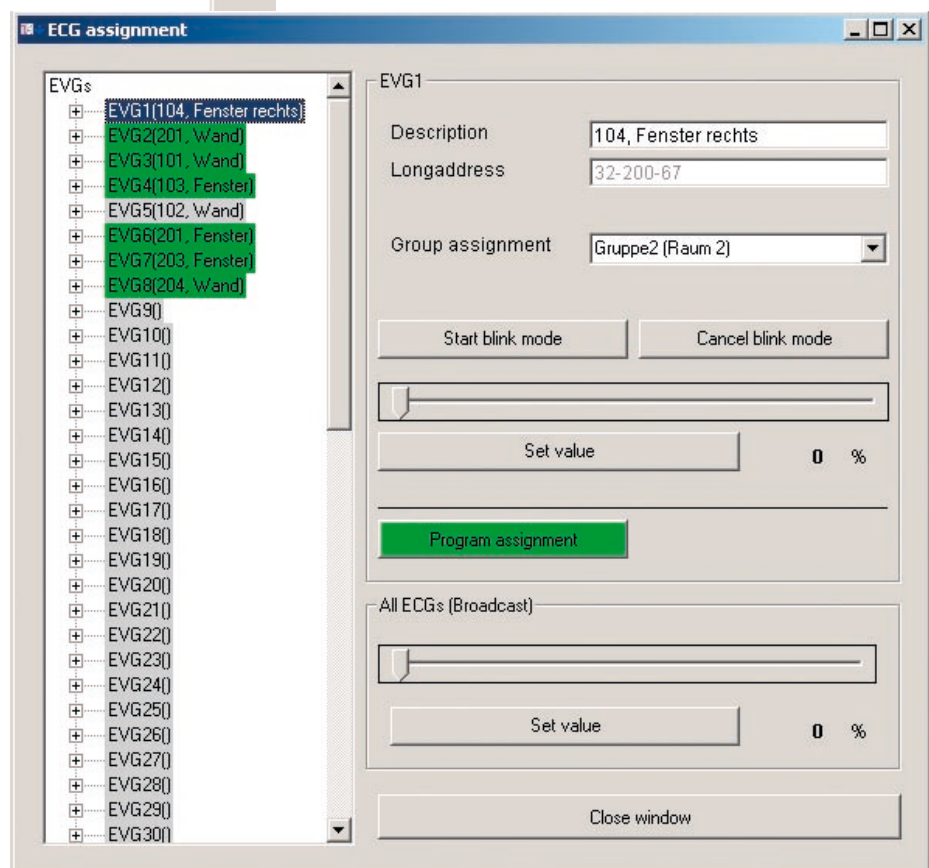 ECG assignment
EVGs
EVG1(104, Fenster rechts)
EVG2(201, Wand)
EVG3(101, Wand)
EVG4(103, Fenster)
EVG5(102, Wand)
EVG6(201, Fenster)
EVG7(203, Fenster)
EVG8(204, Wand)
EVG9()
EVG10()
EVG11()
EVG12()
EVG13()
EVG14()
EVG15()
EVG16()
EVG17()
EVG18()
EVG19()
EVG20()
EVG21()
EVG22()
EVG23()
EVG24()
EVG25()
EVG26()
EVG27()
EVG28()
EVG29()
EVG30()
EVG1
Description 104, Fenster rechts
Longaddress 32-200-67
Group assignment Gruppe2 (Raum 2)
Start blink mode Cancel blink mode
Set value 0 %
Program assignment
All ECGs (Broadcast)
Set value 0 %
Close window